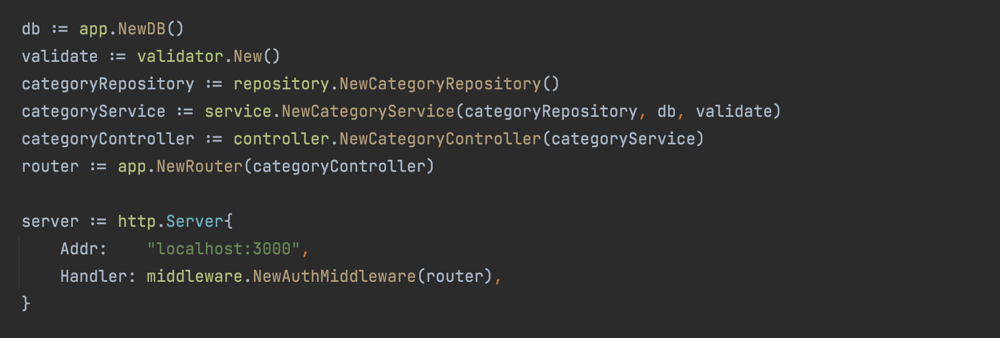 db := app.NewDB()
validate := validator.New()
categoryRepository := repository.NewCategoryRepository()
categoryService := service.NewCategoryService(categoryRepository, db, validate)
categoryController := controller.NewCategoryController(categoryService)
router := app.NewRouter(categoryController)

server := http.Server{
    Addr:    "localhost:3000",
    Handler: middleware.NewAuthMiddleware(router),
}